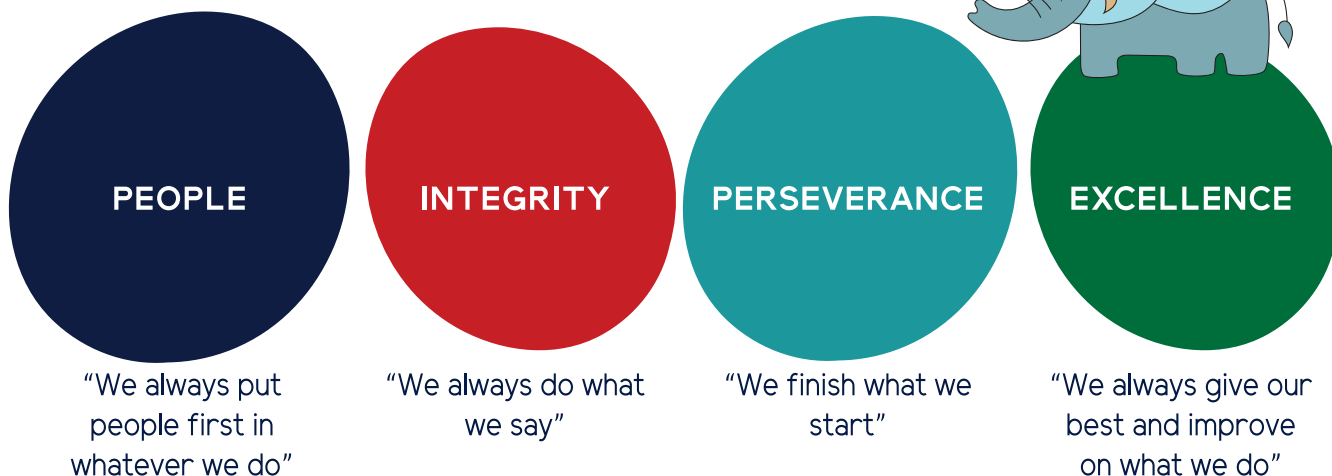 PEOPLE
INTEGRITY
PERSEVERANCE
EXCELLENCE
“We always put
people first in
whatever we do”
“We always do what
we say”
“We finish what we
start”
“We always give our
best and improve
on what we do”